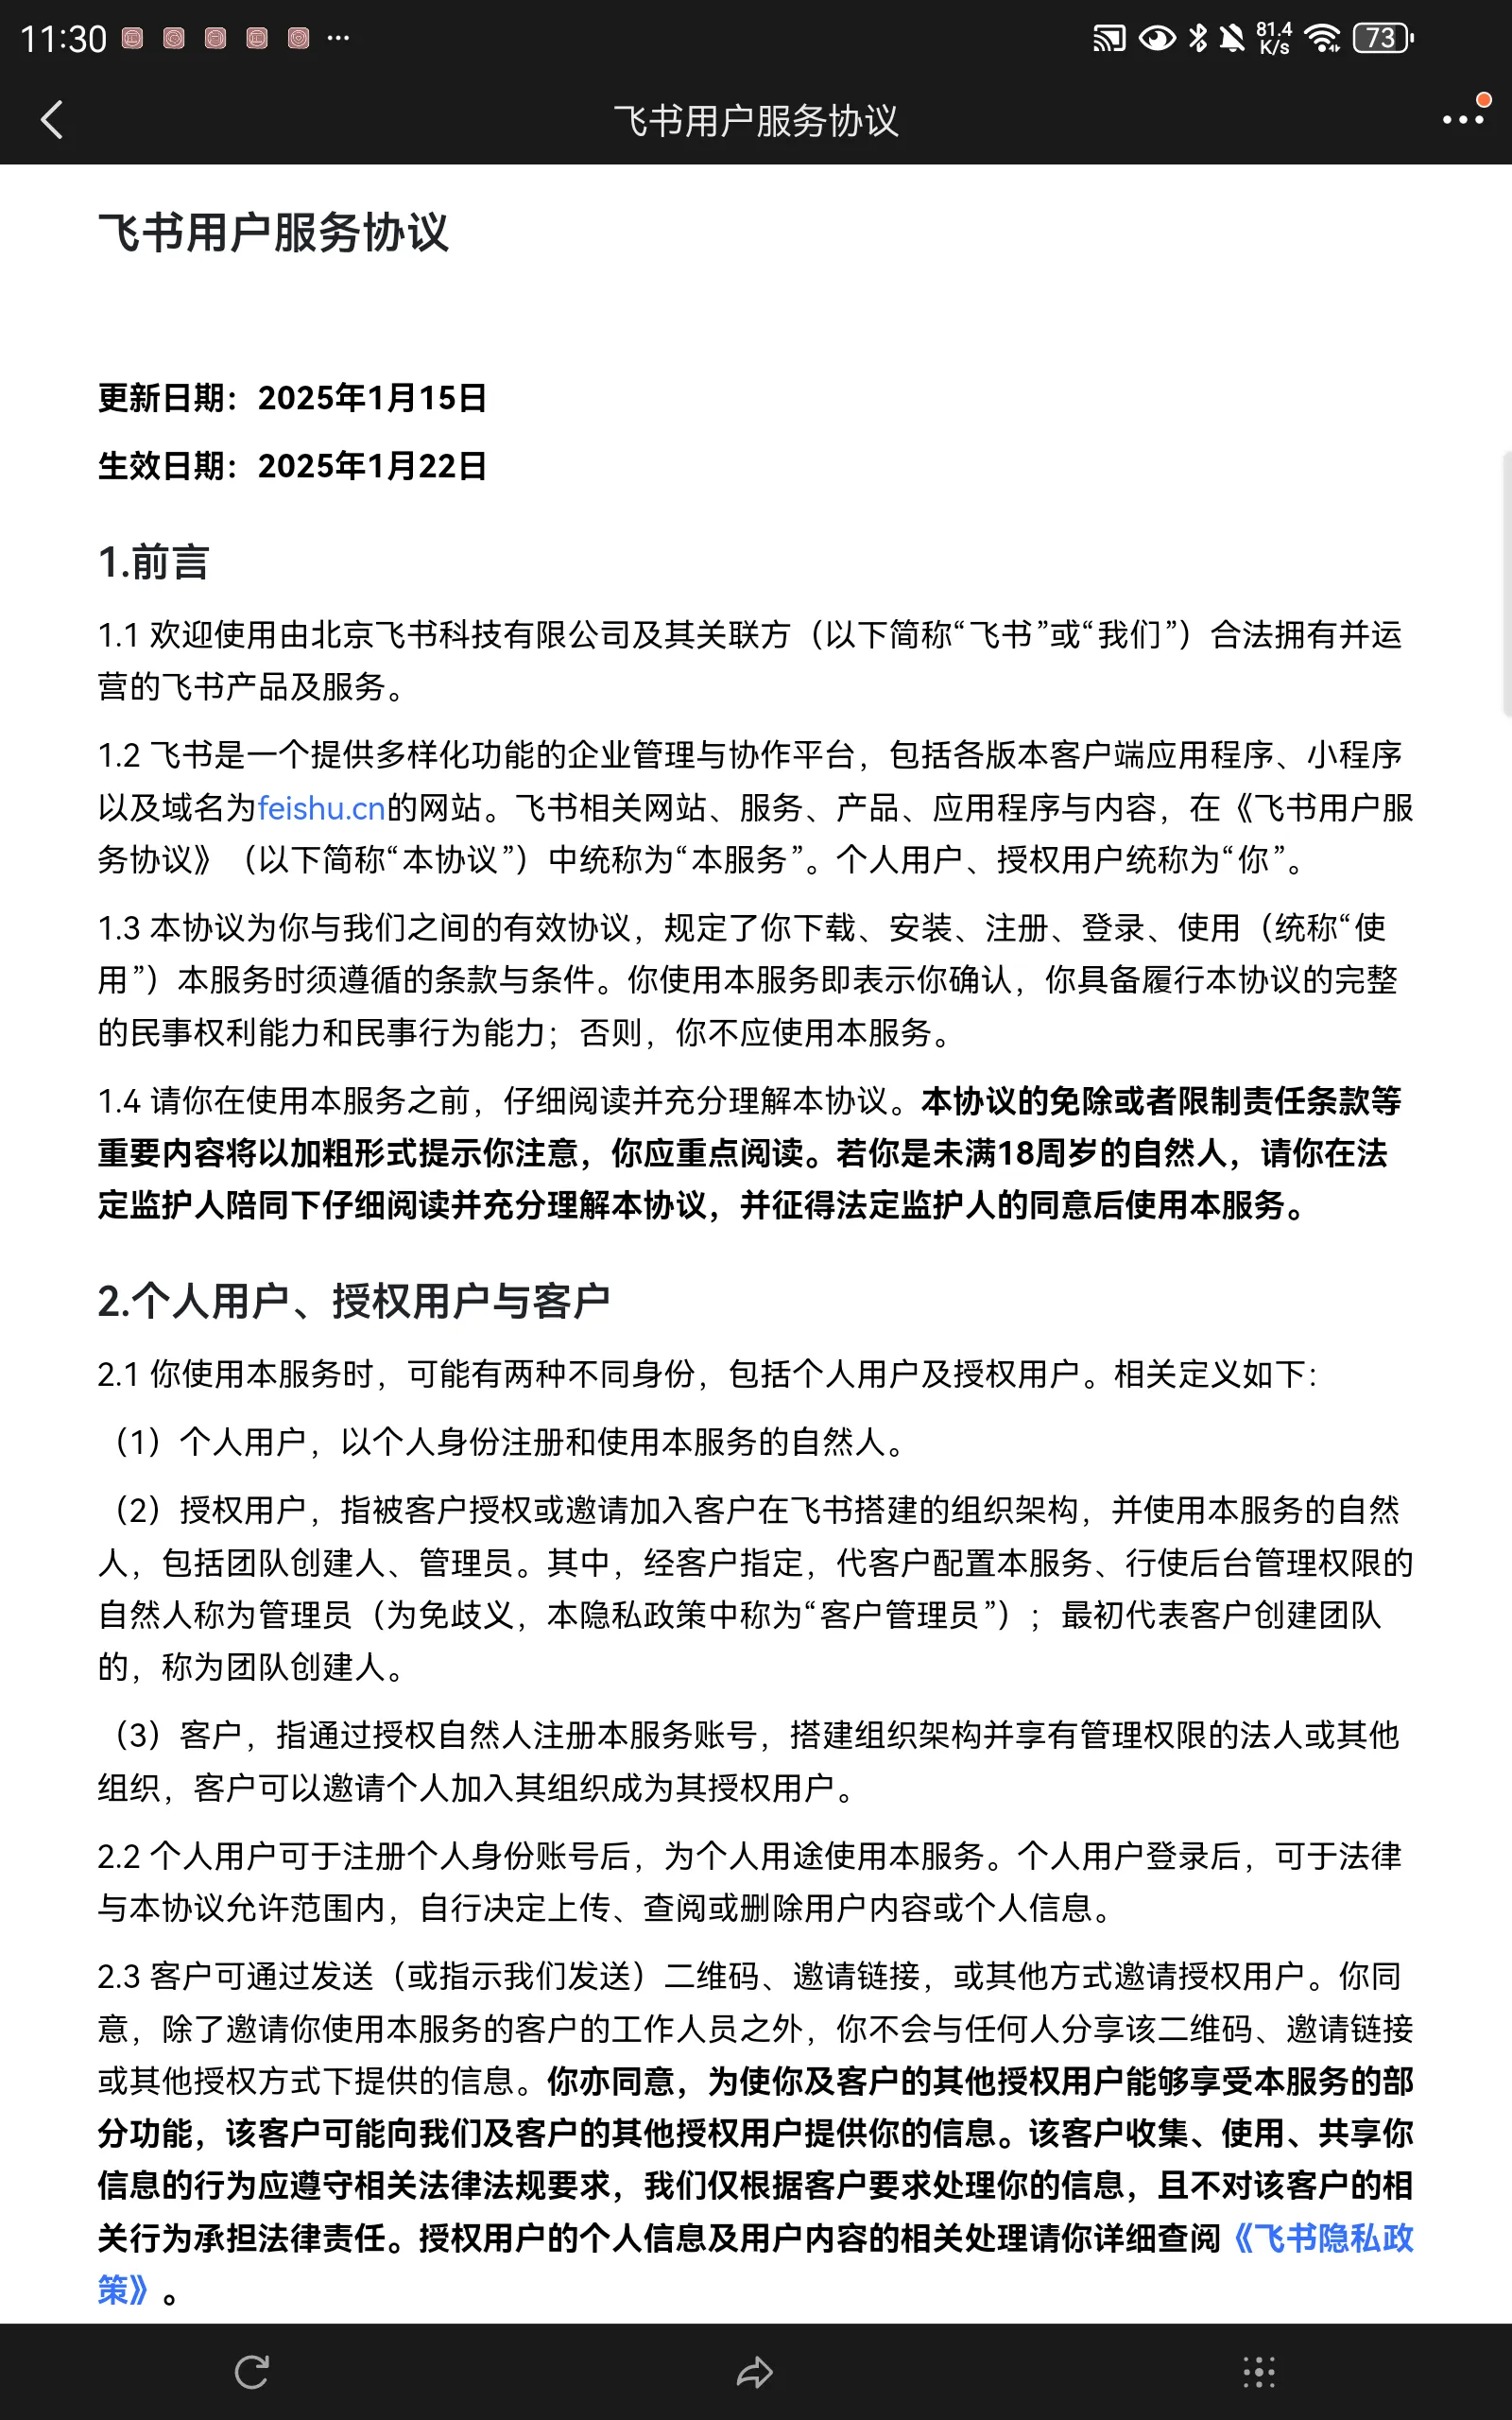 11:30
81.4
K/s
73
飞书用户服务协议
飞书用户服务协议
更新日期：2025年1月15日
生效日期：2025年1月22日
1.前言
1.1 欢迎使用由北京飞书科技有限公司及其关联方（以下简称“飞书”或“我们”）合法拥有并运
营的飞书产品及服务。
1.2 飞书是一个提供多样化功能的企业管理与协作平台，包括各版本客户端应用程序、小程序
以及域名为feishu.cn的网站。飞书相关网站、服务、产品、应用程序与内容，在《飞书用户服
务协议》（以下简称“本协议”）中统称为“本服务”。个人用户、授权用户统称为“你”。
1.3 本协议为你与我们之间的有效协议，规定了你下载、安装、注册、登录、使用（统称“使
用”）本服务时须遵循的条款与条件。你使用本服务即表示你确认，你具备履行本协议的完整
的民事权利能力和民事行为能力；否则，你不应使用本服务。
1.4 请你在使用本服务之前，仔细阅读并充分理解本协议。本协议的免除或者限制责任条款等
重要内容将以加粗形式提示你注意，你应重点阅读。若你是未满18周岁的自然人，请你在法
定监护人陪同下仔细阅读并充分理解本协议，并征得法定监护人的同意后使用本服务。
2.个人用户、授权用户与客户
2.1 你使用本服务时，可能有两种不同身份，包括个人用户及授权用户。相关定义如下：
（1）个人用户，以个人身份注册和使用本服务的自然人。
（2）授权用户，指被客户授权或邀请加入客户在飞书搭建的组织架构，并使用本服务的自然
人，包括团队创建人、管理员。其中，经客户指定，代客户配置本服务、行使后台管理权限的
自然人称为管理员（为免歧义，本隐私政策中称为“客户管理员”）；最初代表客户创建团队
的，称为团队创建人。
（3）客户，指通过授权自然人注册本服务账号，搭建组织架构并享有管理权限的法人或其他
组织，客户可以邀请个人加入其组织成为其授权用户。
2.2 个人用户可于注册个人身份账号后，为个人用途使用本服务。个人用户登录后，可于法律
与本协议允许范围内，自行决定上传、查阅或删除用户内容或个人信息。
2.3 客户可通过发送（或指示我们发送）二维码、邀请链接，或其他方式邀请授权用户。你同
意，除了邀请你使用本服务的客户的工作人员之外，你不会与任何人分享该二维码、邀请链接
或其他授权方式下提供的信息。你亦同意，为使你及客户的其他授权用户能够享受本服务的部
分功能，该客户可能向我们及客户的其他授权用户提供你的信息。该客户收集、使用、共享你
信息的行为应遵守相关法律法规要求，我们仅根据客户要求处理你的信息，且不对该客户的相
关行为承担法律责任。授权用户的个人信息及用户内容的相关处理请你详细查阅《飞书隐私政
策》。